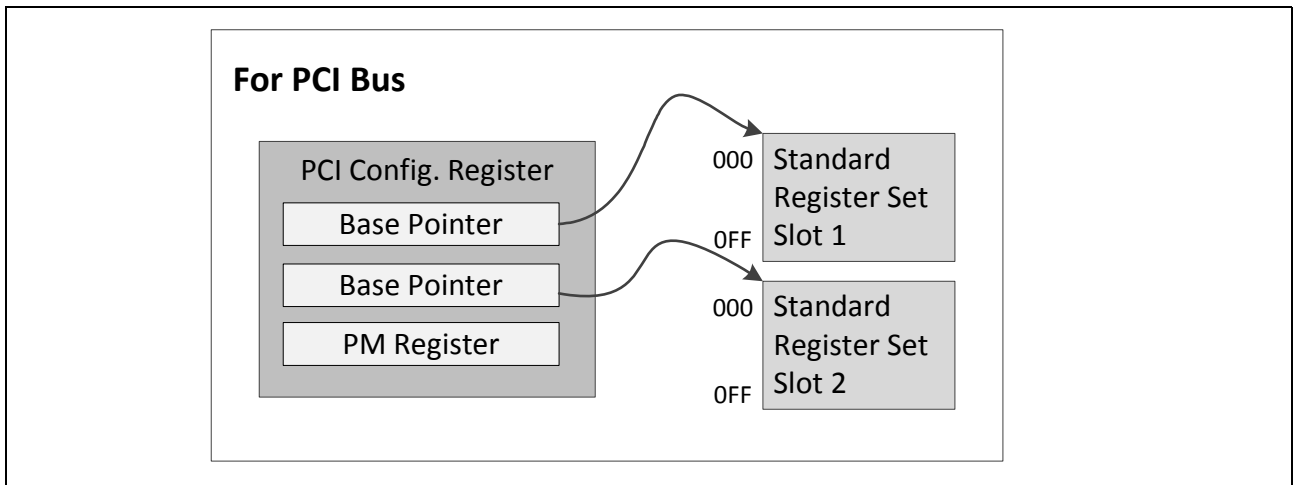 For PCI Bus
PCI Config. Register
Base Pointer
Base Pointer
PM Register
000
Standard
Register Set
0FF
Slot 1
000
Standard
Register Set
0FF
Slot 2